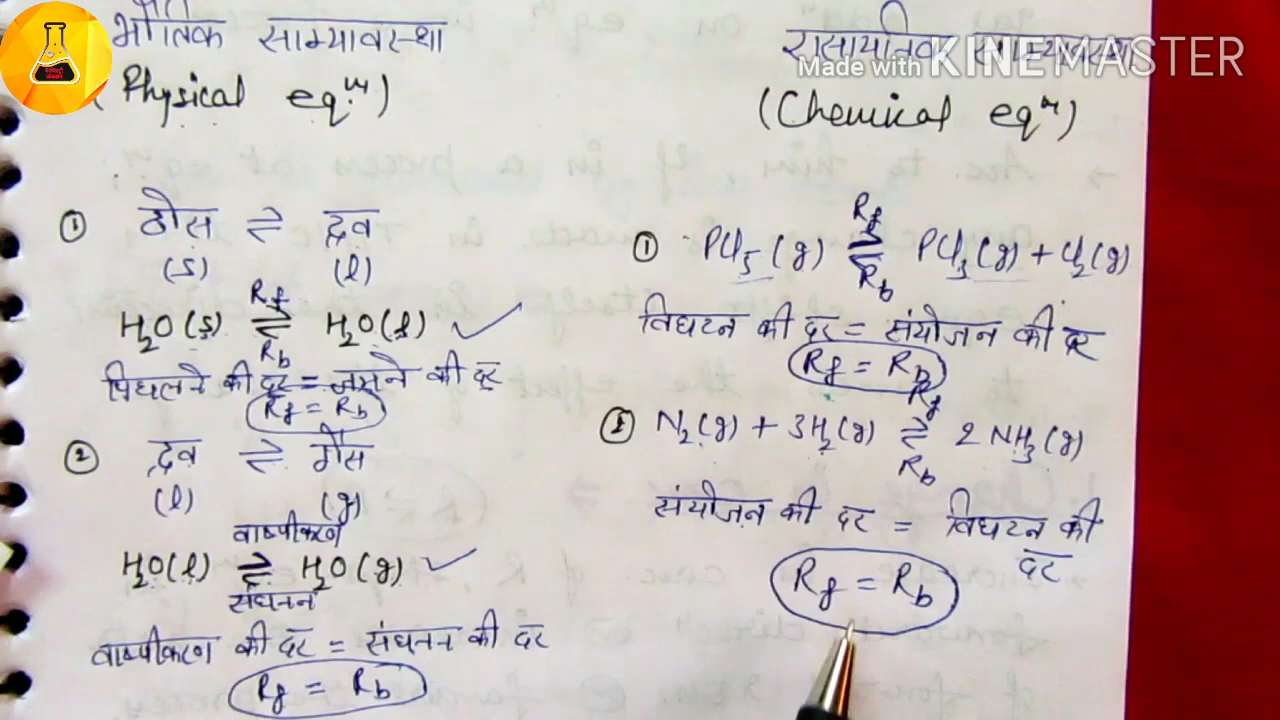 भौतिक साम्यावस्था
(Physical eqᵐ)
① ठोस ⇌ द्रव
(s) (l)
Rf
H₂O(s) ⇌ H₂O(l) ✓
Rb
पिघलने की दर = जमने की दर
Rf = Rb
② द्रव ⇌ गैस
(l) (g)
वाष्पीकरण
H₂O(l) ⇌ H₂O(g) ✓
संघनन
वाष्पीकरण की दर = संघनन की दर
Rf = Rb
रासायनिक साम्यावस्था
Made with KINEMASTER
(Chemical eqᵐ)
Rf
① PCl₅(g) ⇌ PCl₃(g) + Cl₂(g)
Rb
विघटन की दर = संयोजन की दर
Rf = Rb
Rf
② N₂(g) + 3H₂(g) ⇌ 2NH₃(g)
Rb
संयोजन की दर = विघटन की
दर
Rf = Rb